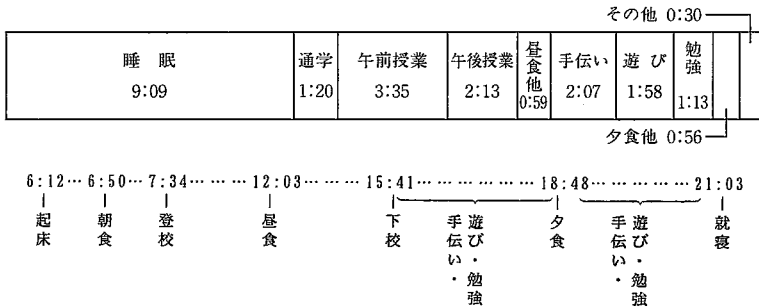 その他 0:30
睡眠
9:09
通学
1:20
午前授業
3:35
午後授業
2:13
昼食他
0:59
手伝い
2:07
遊び
1:58
勉強
1:13
夕食他 0:56
6:12… 6:50… 7:34…… …12:03… … …15:41… … … … … …18:48… … … …21:03
起床
朝食
登校
昼食
下校
遊び・勉強
手伝い・
夕食
遊び・勉強
手伝い・
就寝